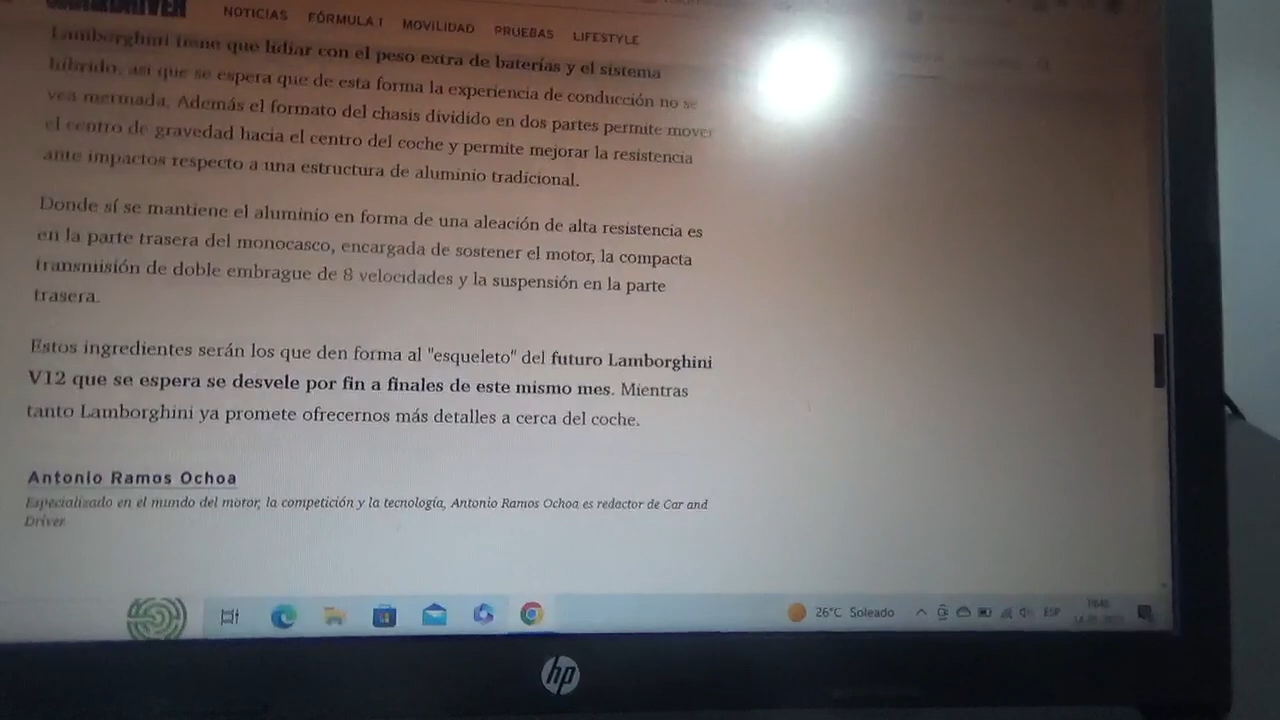 NOTICIAS FÓRMULA 1 MOVILIDAD PRUEBAS LIFESTYLE
Lamborghini tiene que lidiar con el peso extra de baterías y el sistema
híbrido, así que se espera que de esta forma la experiencia de conducción no se
vea mermada. Además el formato del chasis dividido en dos partes permite mover
el centro de gravedad hacia el centro del coche y permite mejorar la resistencia
ante impactos respecto a una estructura de aluminio tradicional.
Donde sí se mantiene el aluminio en forma de una aleación de alta resistencia es
en la parte trasera del monocasco, encargada de sostener el motor, la compacta
transmisión de doble embrague de 8 velocidades y la suspensión en la parte
trasera.
Estos ingredientes serán los que den forma al "esqueleto" del futuro Lamborghini
V12 que se espera se desvele por fin a finales de este mismo mes. Mientras
tanto Lamborghini ya promete ofrecernos más detalles a cerca del coche.
Antonio Ramos Ochoa
Especializado en el mundo del motor, la competición y la tecnología, Antonio Ramos Ochoa es redactor de Car and
Driver.
26°C Soleado ESP
hp